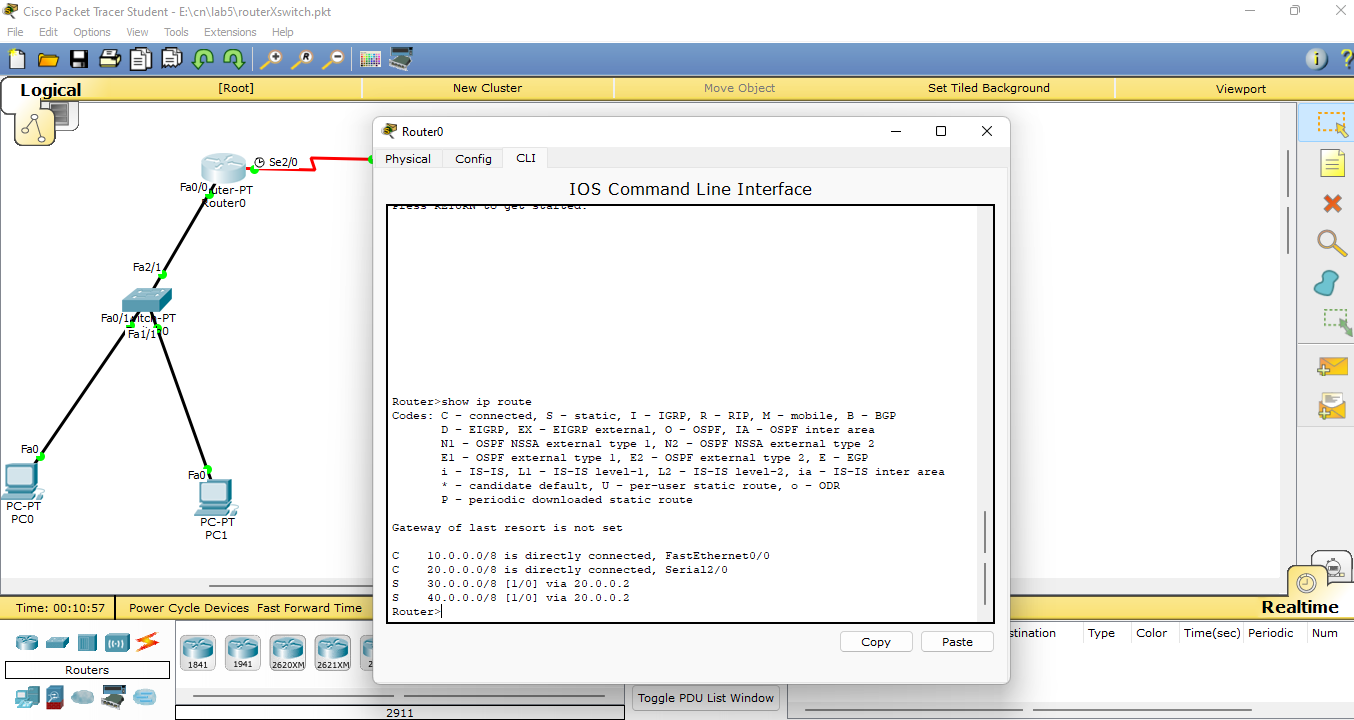 Cisco Packet Tracer Student - E:\cn\lab5\routerXswitch.pkt
File Edit Options View Tools Extensions Help
Logical [Root] New Cluster Move Object Set Tiled Background Viewport
Se2/0
Fa0/0
Router0
Fa2/1
Fa0/1
Fa1/1
Fa0
PC-PT
PC0
Fa0
PC-PT
PC1
Router0
Physical Config CLI
IOS Command Line Interface
Press RETURN to get started.
Router>show ip route
Codes: C - connected, S - static, I - IGRP, R - RIP, M - mobile, B - BGP
D - EIGRP, EX - EIGRP external, O - OSPF, IA - OSPF inter area
N1 - OSPF NSSA external type 1, N2 - OSPF NSSA external type 2
E1 - OSPF external type 1, E2 - OSPF external type 2, E - EGP
i - IS-IS, L1 - IS-IS level-1, L2 - IS-IS level-2, ia - IS-IS inter area
* - candidate default, U - per-user static route, o - ODR
P - periodic downloaded static route
Gateway of last resort is not set
C 10.0.0.0/8 is directly connected, FastEthernet0/0
C 20.0.0.0/8 is directly connected, Serial2/0
S 30.0.0.0/8 [1/0] via 20.0.0.2
S 40.0.0.0/8 [1/0] via 20.0.0.2
Router>
Copy Paste
Time: 00:10:57 Power Cycle Devices Fast Forward Time
Realtime
Routers
1841 1941 2620XM 2621XM
2911
Toggle PDU List Window
Type Color Time(sec) Periodic Num